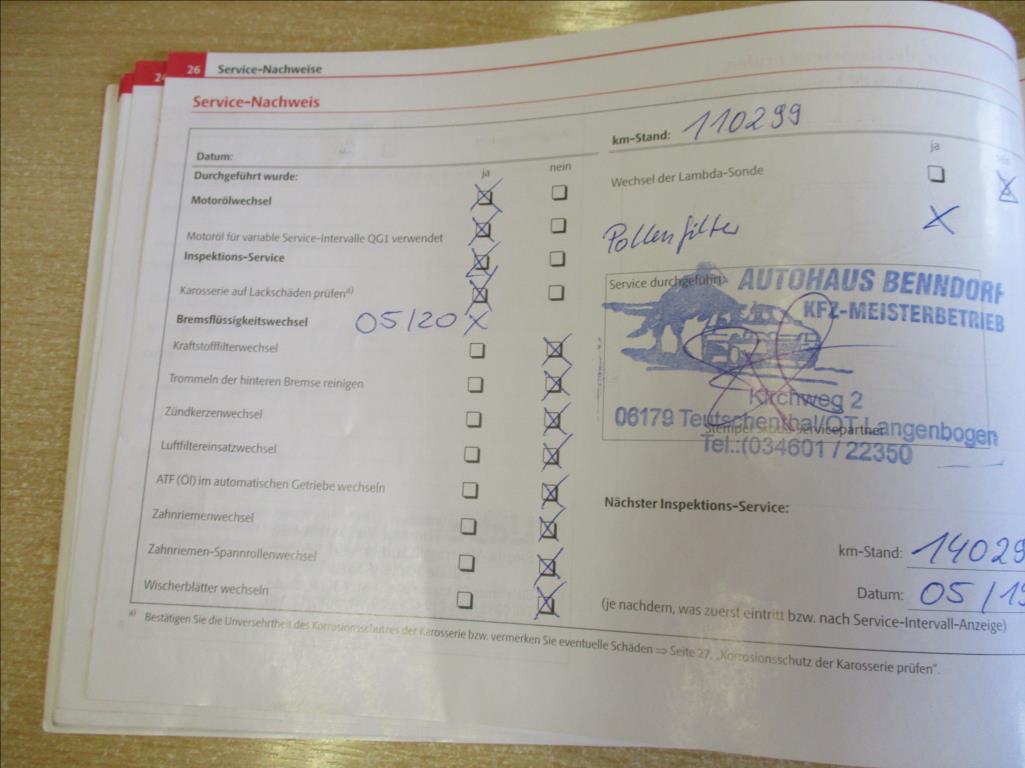 24
26 Service-Nachweise
Service-Nachweis
Datum:
km-Stand: 110299
Durchgeführt wurde: ja nein
ja
nein
Motorölwechsel
Wechsel der Lambda-Sonde
Motoröl für variable Service-Intervalle QG1 verwendet
Pollenfilter X
Inspektions-Service
Karosserie auf Lackschäden prüfen a)
Bremsflüssigkeitswechsel 05/20 X
Kraftstofffilterwechsel
Trommeln der hinteren Bremse reinigen
Zündkerzenwechsel
Luftfiltereinsatzwechsel
ATF (Öl) im automatischen Getriebe wechseln
Zahnriemenwechsel
Zahnriemen-Spannrollenwechsel
Wischerblätter wechseln
Service durchgeführt
AUTOHAUS BENNDORF
KFZ-MEISTERBETRIEB
Kirchweg 2
06179 Teutschenthal/OT Langenbogen
Tel.:(034601 / 22350
Nächster Inspektions-Service:
km-Stand: 14029
Datum: 05/19
(je nachdem, was zuerst eintritt bzw. nach Service-Intervall-Anzeige)
a) Bestätigen Sie die Unversehrtheit des Korrosionsschutzes der Karosserie bzw. vermerken Sie eventuelle Schäden ⇒ Seite 27, „Korrosionsschutz der Karosserie prüfen".